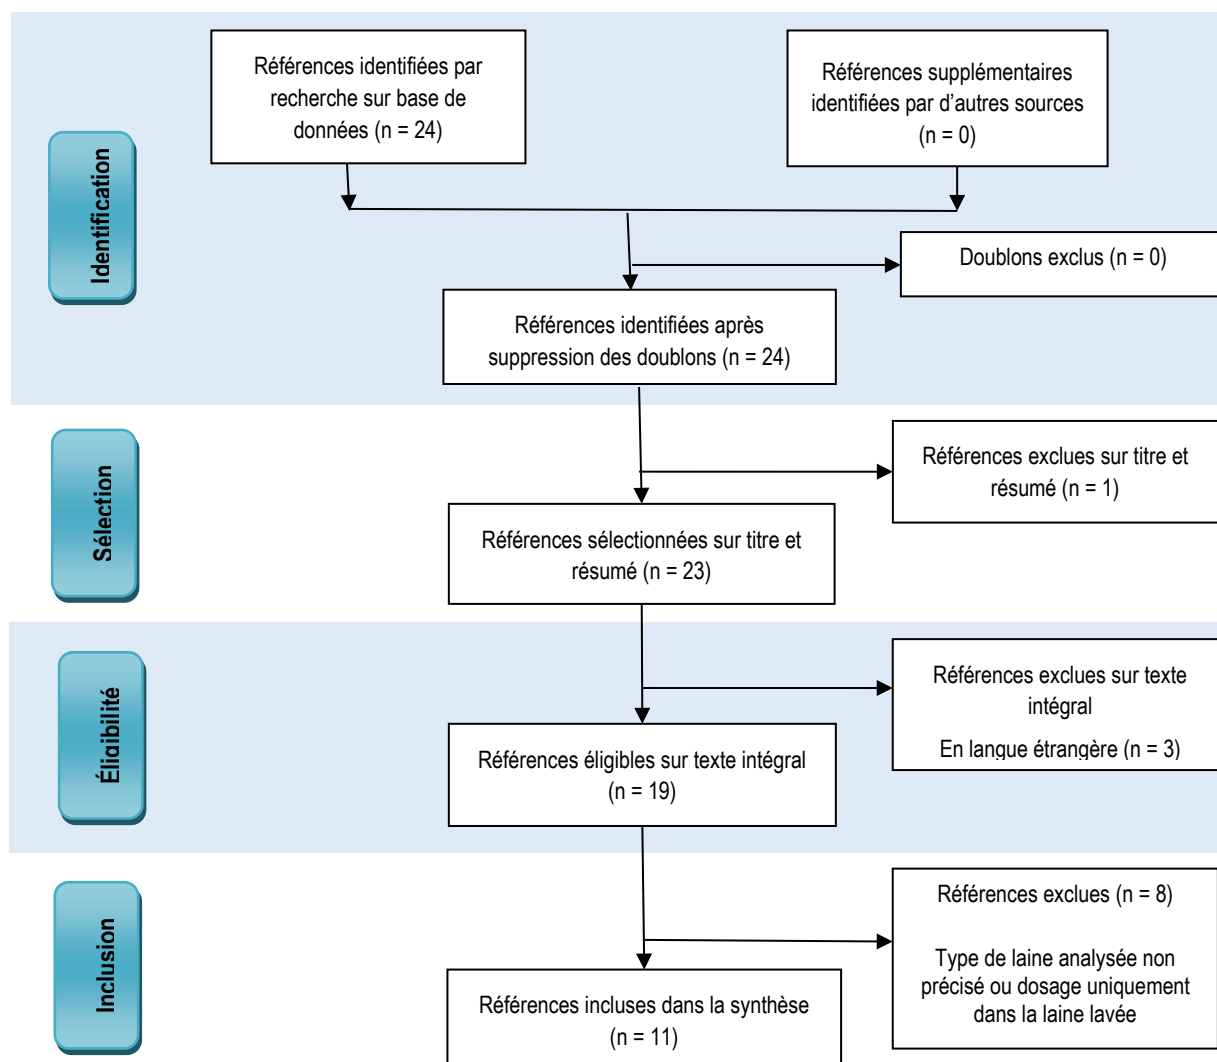 Références identifiées par
recherche sur base de
données (n = 24)
Références supplémentaires
identifiées par d'autres sources
(n = 0)
Identification
Doublons exclus (n = 0)
Références identifiées après
suppression des doublons (n = 24)
Sélection
Références exclues sur titre et
résumé (n = 1)
Références sélectionnées sur titre et
résumé (n = 23)
Éligibilité
Références exclues sur texte
intégral
En langue étrangère (n = 3)
Références éligibles sur texte intégral
(n = 19)
Inclusion
Références exclues (n = 8)
Type de laine analysée non
précisé ou dosage uniquement
dans la laine lavée
Références incluses dans la synthèse
(n = 11)